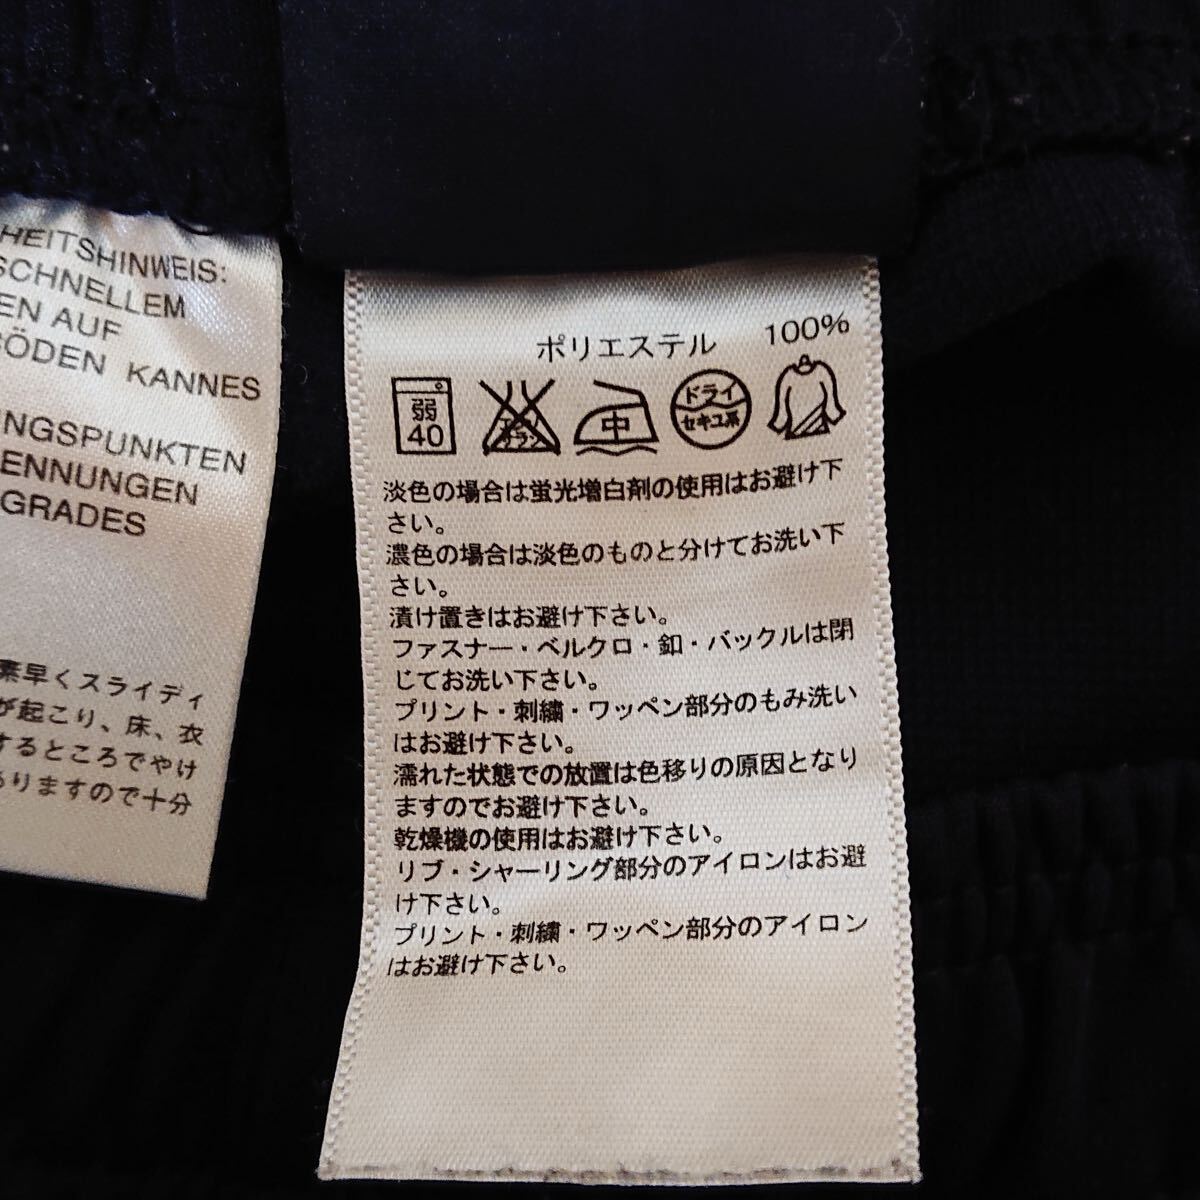 HEITSHINWEIS:
SCHNELLEM
EN AUF
BÖDEN KANNES
UNGSPUNKTEN
ENNUNGEN
GRADES
素早くスライディ
が起こり、床、衣
するところでやけ
ありますので十分
ポリエステル 100%
弱
40
エンソ
サラシ
中
ドライ
セキユ系
淡色の場合は蛍光増白剤の使用はお避け下
さい。
濃色の場合は淡色のものと分けてお洗い下
さい。
漬け置きはお避け下さい。
ファスナー・ベルクロ・釦・バックルは閉
じてお洗い下さい。
プリント・刺繍・ワッペン部分のもみ洗い
はお避け下さい。
濡れた状態での放置は色移りの原因となり
ますのでお避け下さい。
乾燥機の使用はお避け下さい。
リブ・シャーリング部分のアイロンはお避
け下さい。
プリント・刺繍・ワッペン部分のアイロン
はお避け下さい。